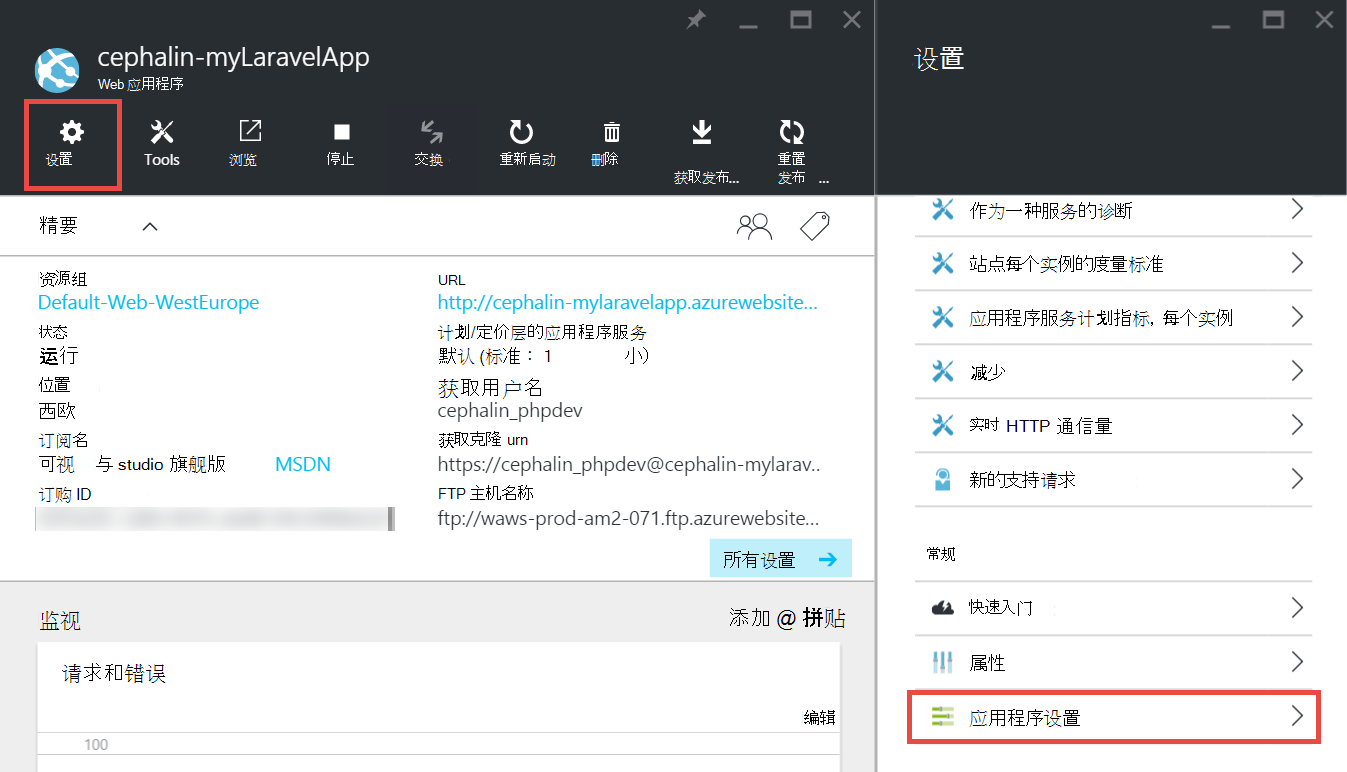 cephalin-myLaravelApp
Web 应用程序
设置
Tools
浏览
停止
交换
重新启动
删除
获取发布...
重置
发布 ...
精要
资源组
Default-Web-WestEurope
状态
运行
位置
西欧
订阅名
可视 与 studio 旗舰版 MSDN
订购 ID
URL
http://cephalin-mylaravelapp.azurewebsite...
计划/定价层的应用程序服务
默认 (标准： 1 小)
获取用户名
cephalin_phpdev
获取克隆 urn
https://cephalin_phpdev@cephalin-mylarav..
FTP 主机名称
ftp://waws-prod-am2-071.ftp.azurewebsite...
所有设置
监视
添加 @ 拼贴
请求和错误
编辑
100
设置
作为一种服务的诊断
站点每个实例的度量标准
应用程序服务计划指标, 每个实例
减少
实时 HTTP 通信量
新的支持请求
常规
快速入门
属性
应用程序设置